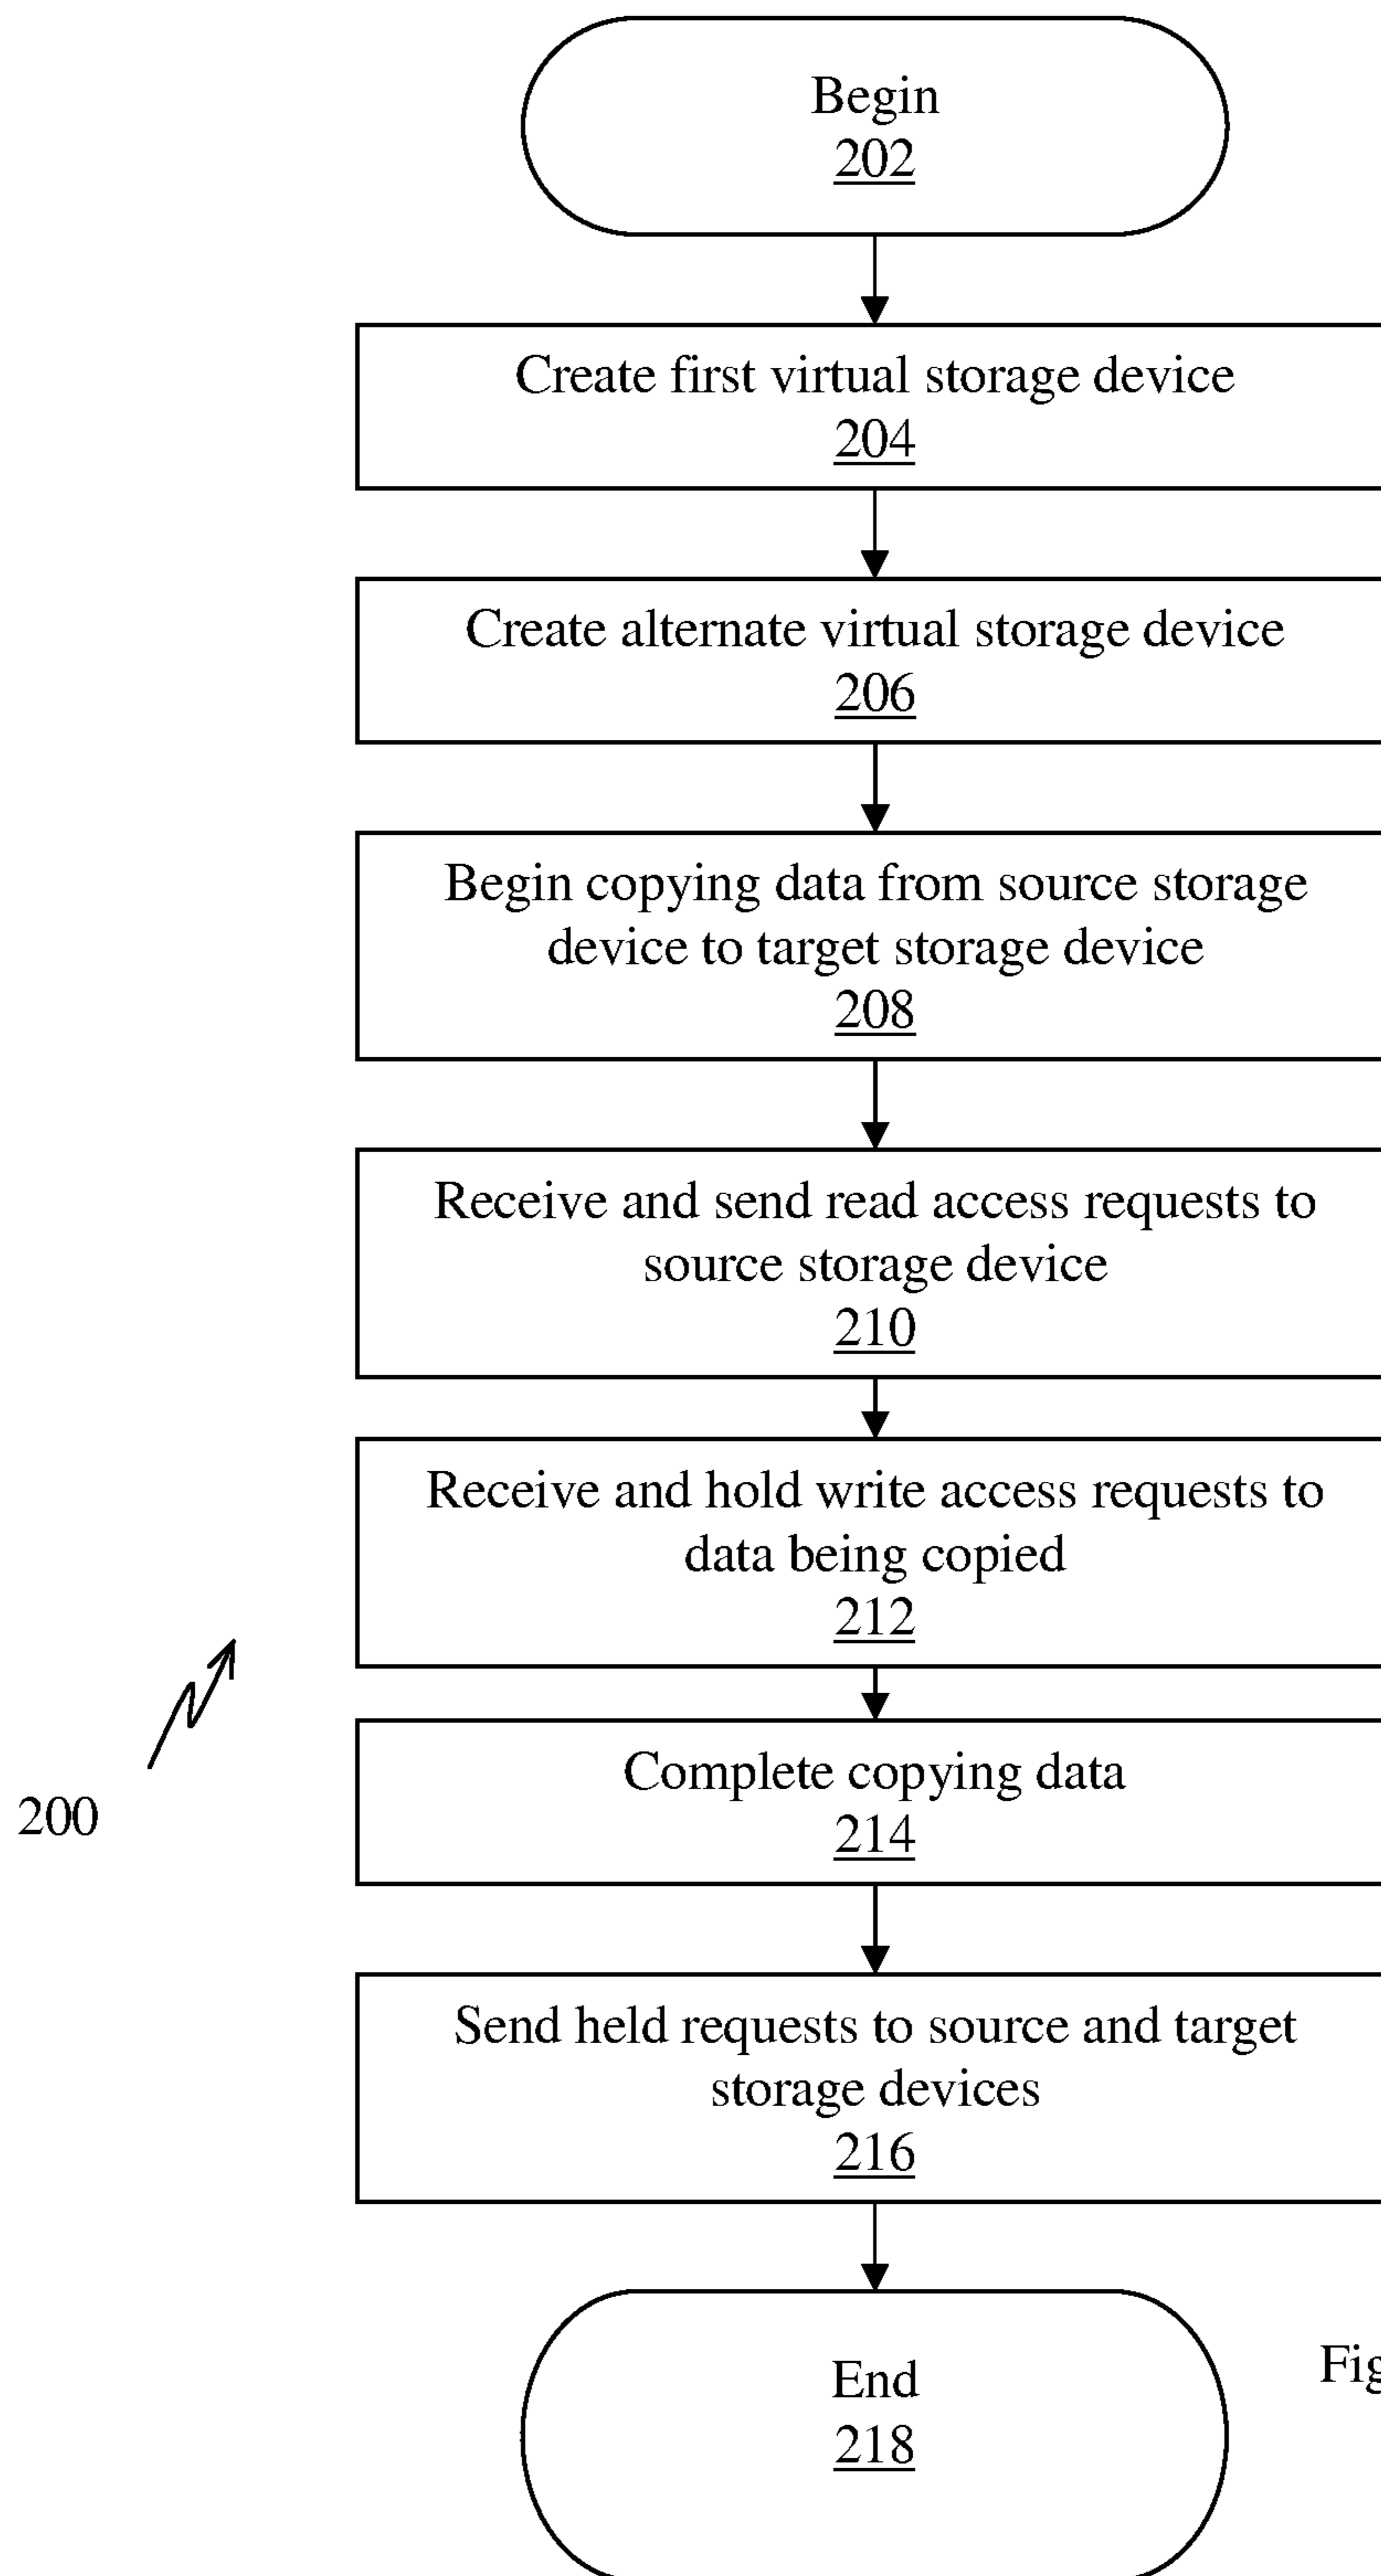 Begin
202
Create first virtual storage device
204
Create alternate virtual storage device
206
Begin copying data from source storage
device to target storage device
208
Receive and send read access requests to
source storage device
210
Receive and hold write access requests to
data being copied
212
200
Complete copying data
214
Send held requests to source and target
storage devices
216
End
218